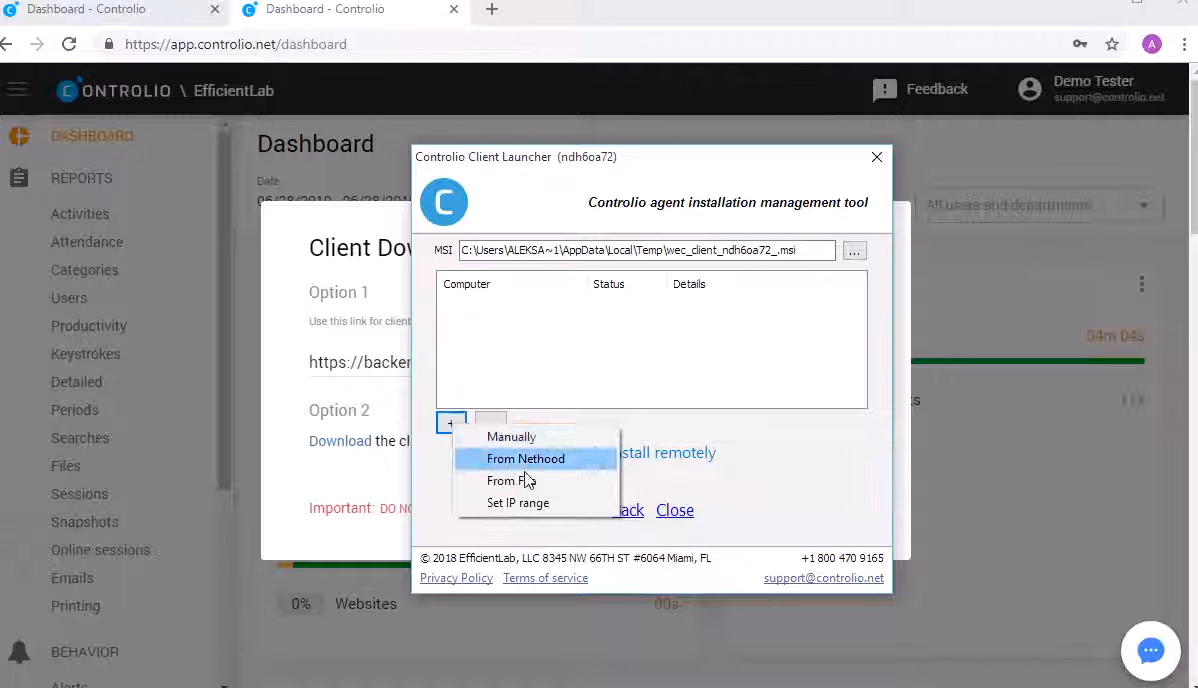 Dashboard - Controlio
Dashboard - Controlio
https://app.controlio.net/dashboard
A
CONTROLIO \ EfficientLab
Feedback
Demo Tester
support@controlio.net
DASHBOARD
REPORTS
Activities
Attendance
Categories
Users
Productivity
Keystrokes
Detailed
Periods
Searches
Files
Sessions
Snapshots
Online sessions
Emails
Printing
BEHAVIOR
Alerts
Dashboard
Date
All users and departments
04m 04s
0% Websites
00s
Client Dow
Option 1
Use this link for client
https://backen
Option 2
Download the cl
Important: DO NO
Controlio Client Launcher (ndh6oa72)
C
Controlio agent installation management tool
MSI C:\Users\ALEKSA~1\AppData\Local\Temp\wec_client_ndh6oa72_.msi ...
Computer Status Details
+
Manually
From Nethood
From
Set IP range
stall remotely
ack Close
© 2018 EfficientLab, LLC 8345 NW 66TH ST #6064 Miami, FL +1 800 470 9165
Privacy Policy Terms of service support@controlio.net